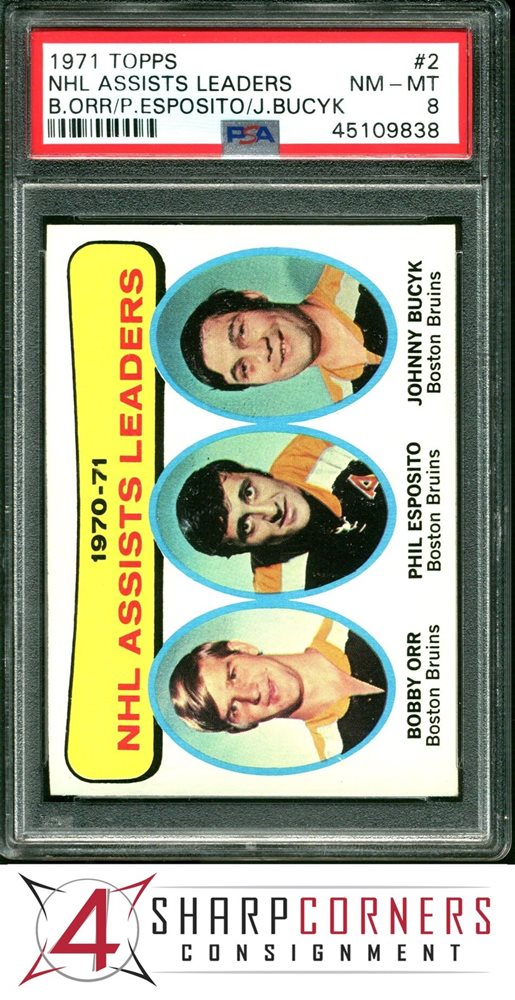 1971 TOPPS #2
NHL ASSISTS LEADERS NM - MT
B.ORR/P.ESPOSITO/J.BUCYK 8
PSA 45109838
1970-71
NHL ASSISTS LEADERS
A
BOBBY ORR
Boston Bruins
PHIL ESPOSITO
Boston Bruins
JOHNNY BUCYK
Boston Bruins
4 SHARPCORNERS
CONSIGNMENT